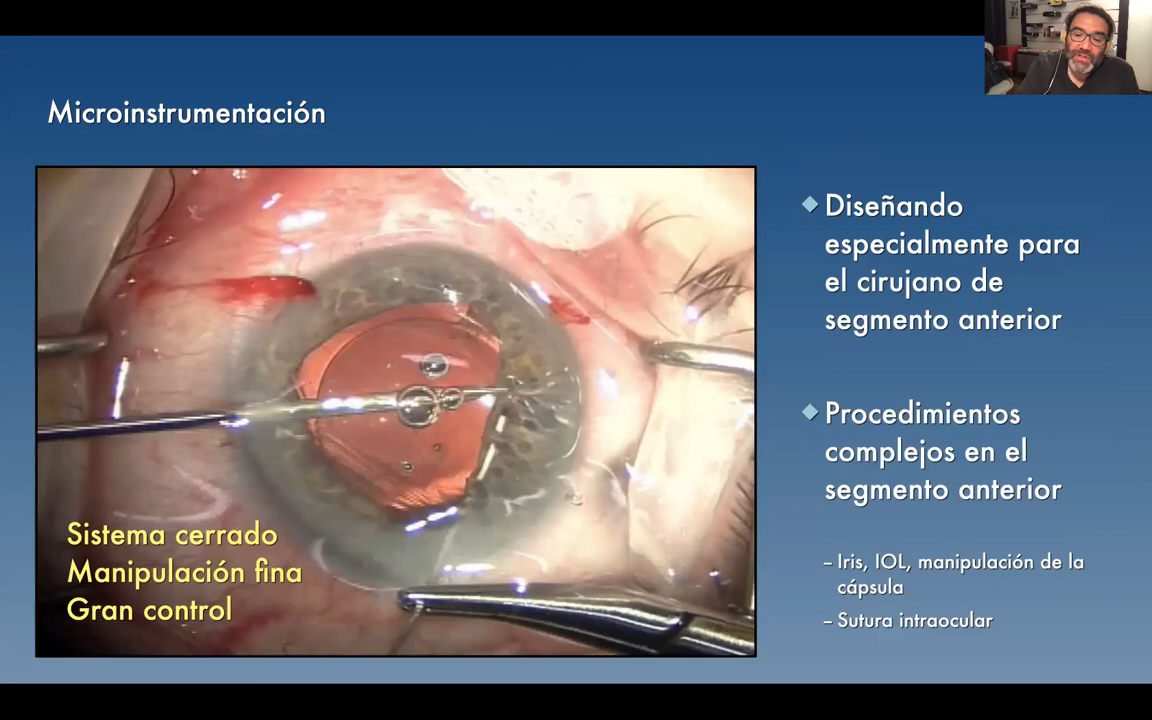 Microinstrumentación
Diseñando
especialmente para
el cirujano de
segmento anterior
Procedimientos
complejos en el
segmento anterior
– Iris, IOL, manipulación de la
cápsula
– Sutura intraocular
Sistema cerrado
Manipulación fina
Gran control